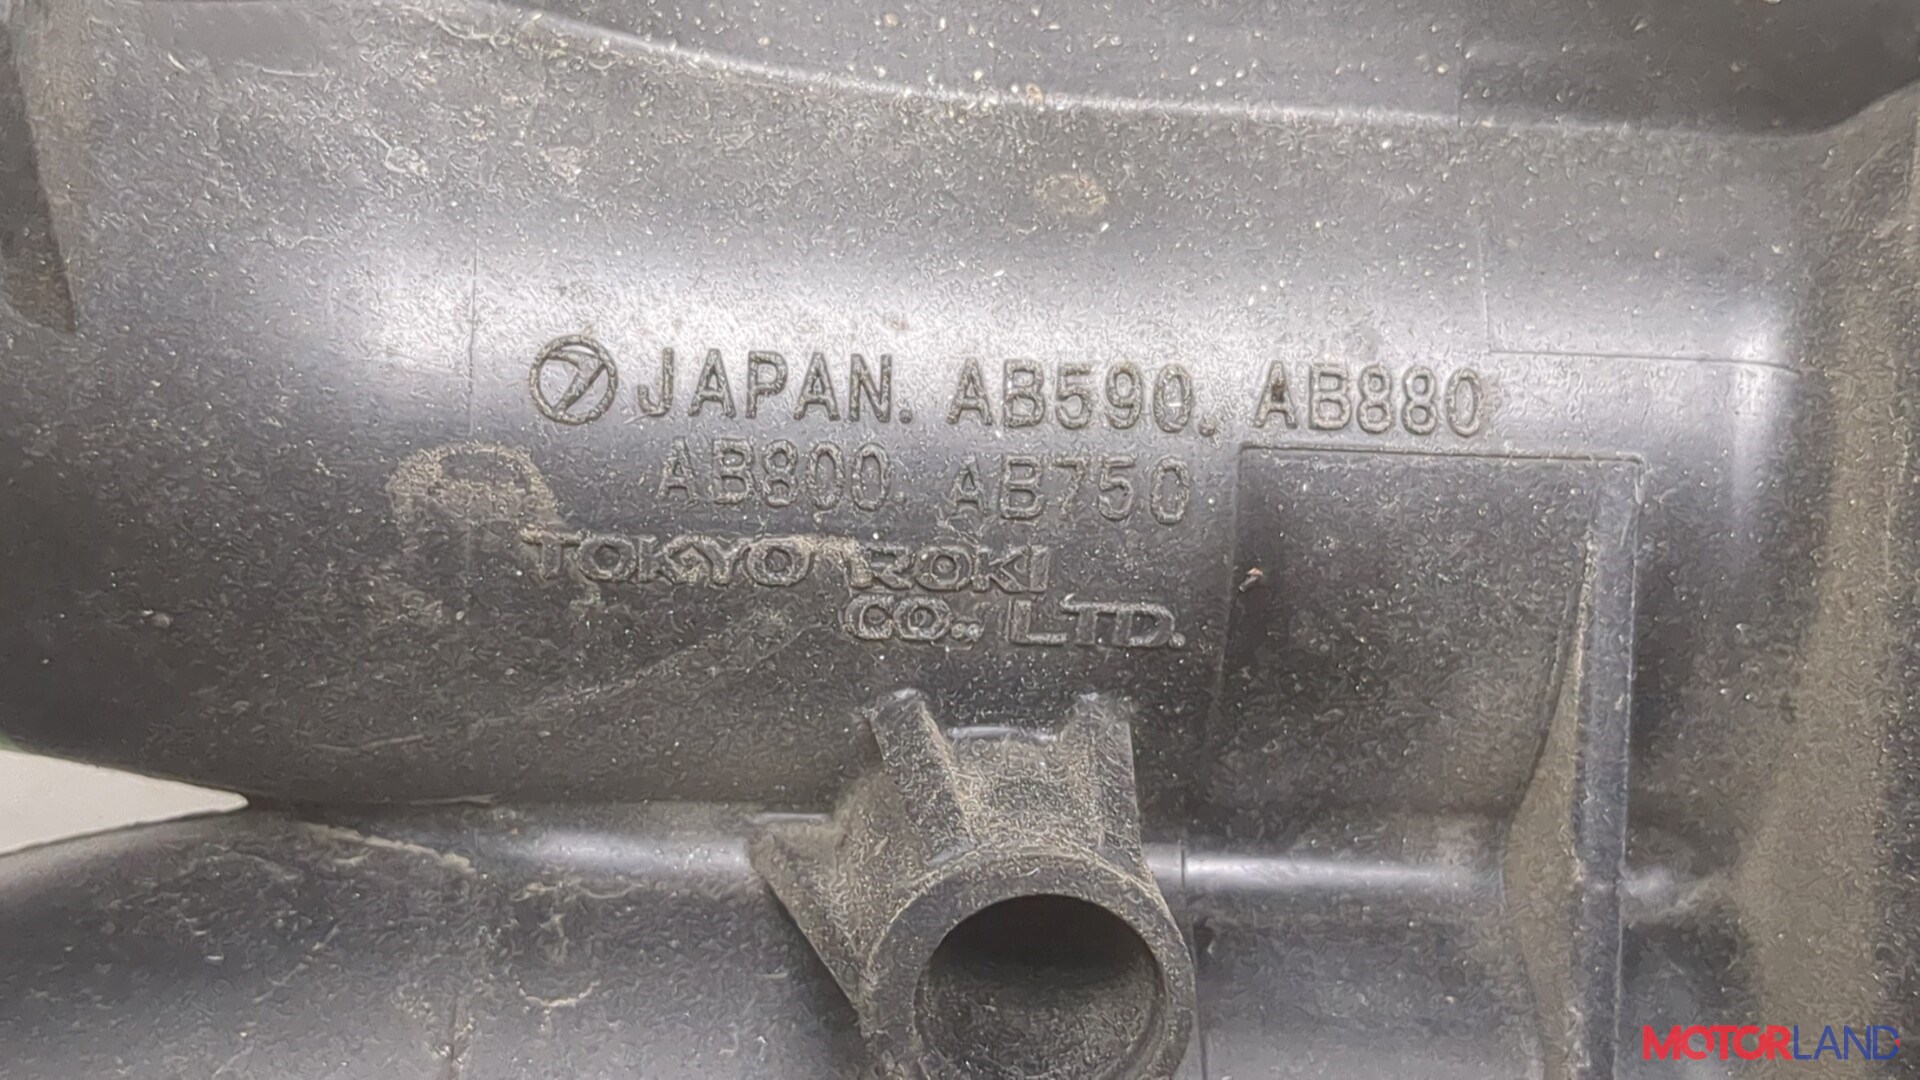 JAPAN. AB590. AB880
AB800. AB750
TOKYO ROKI
CO., LTD.
MOTORLAND